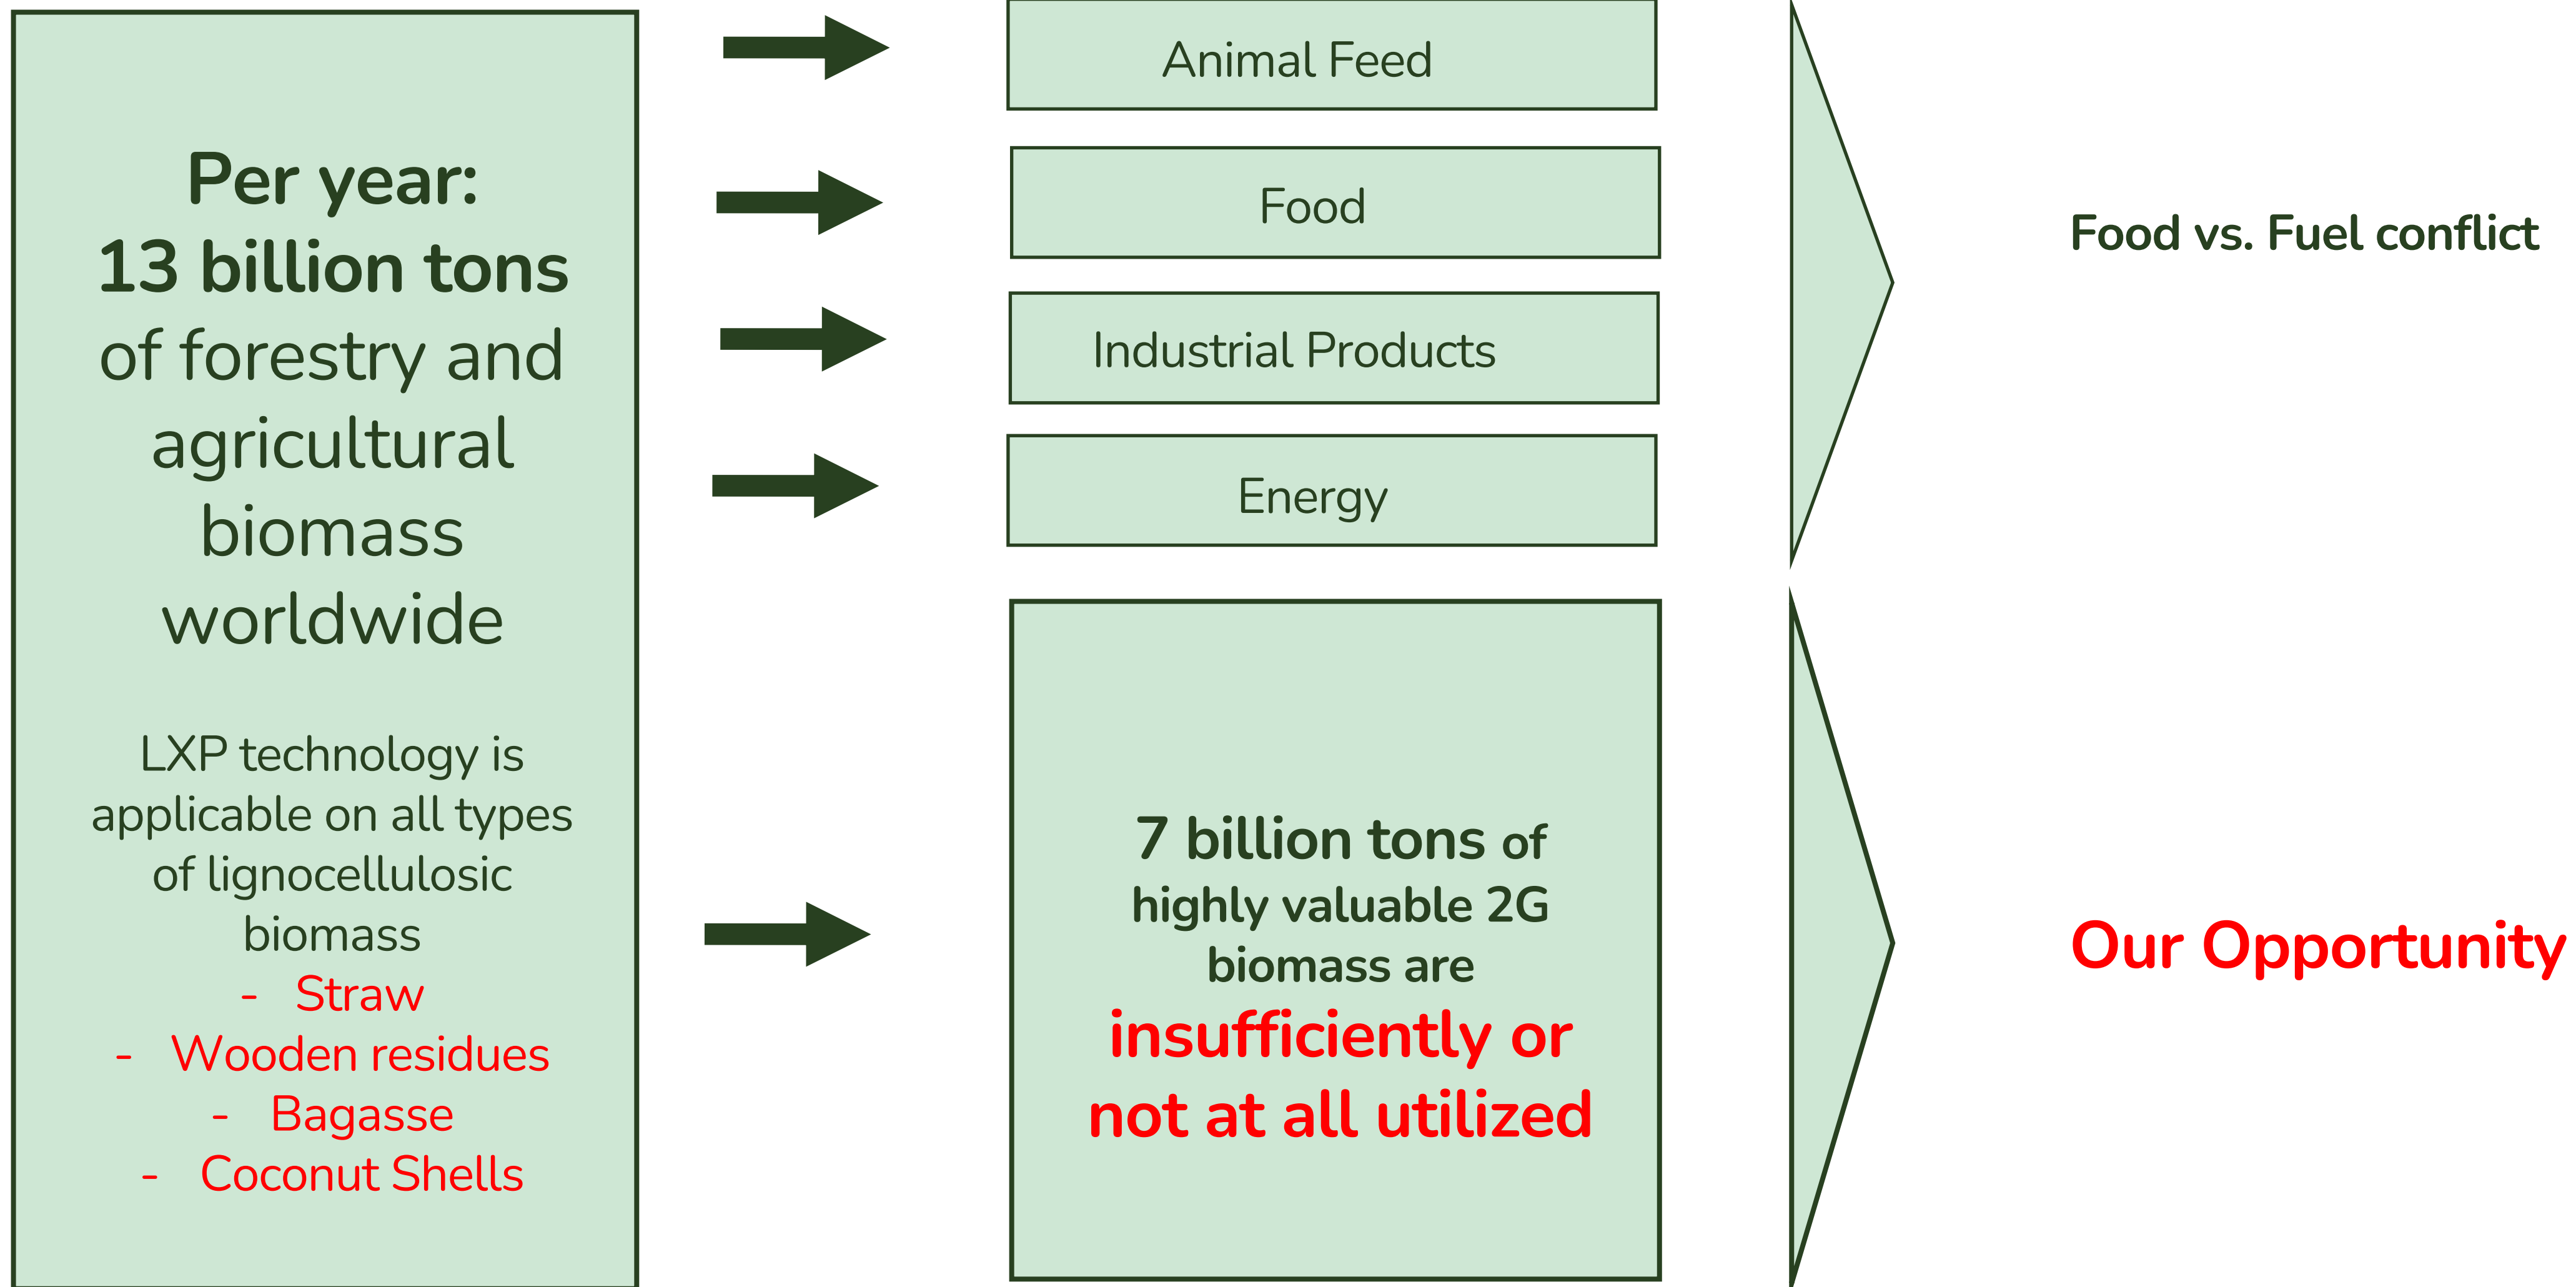 Per year:
13 billion tons
of forestry and
agricultural
biomass
worldwide
LXP technology is
applicable on all types
of lignocellulosic
biomass
- Straw
- Wooden residues
- Bagasse
- Coconut Shells
Animal Feed
Food
Industrial Products
Energy
7 billion tons of
highly valuable 2G
biomass are
insufficiently or
not at all utilized
Food vs. Fuel conflict
Our Opportunity